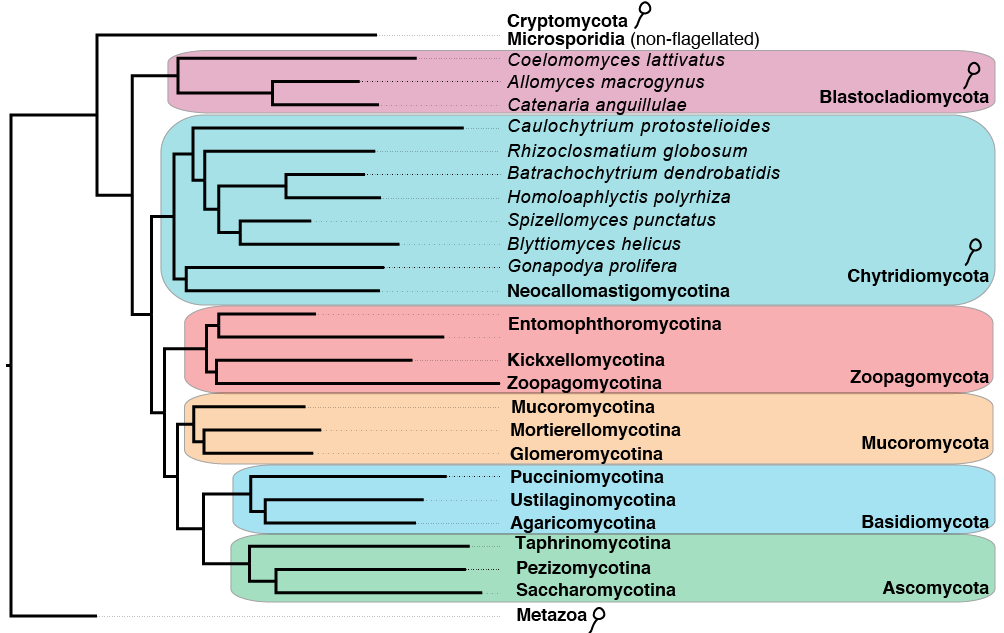 Cryptomycota
Microsporidia (non-flagellated)
Coelomomyces lattivatus
Allomyces macrogynus
Blastocladiomycota
Catenaria anguillulae
Caulochytrium protostelioides
Rhizoclosmatium globosum
Batrachochytrium dendrobatidis
Homoloaphlyctis polyrhiza
Spizellomyces punctatus
Blyttiomyces helicus
Gonapodya prolifera
Chytridiomycota
Neocallomastigomycotina
Entomophthoromycotina
Kickxellomycotina
Zoopagomycota
Zoopagomycotina
Mucoromycotina
Mortierellomycotina
Mucoromycota
Glomeromycotina
Pucciniomycotina
Ustilaginomycotina
Agaricomycotina
Basidiomycota
Taphrinomycotina
Pezizomycotina
Ascomycota
Saccharomycotina
Metazoa